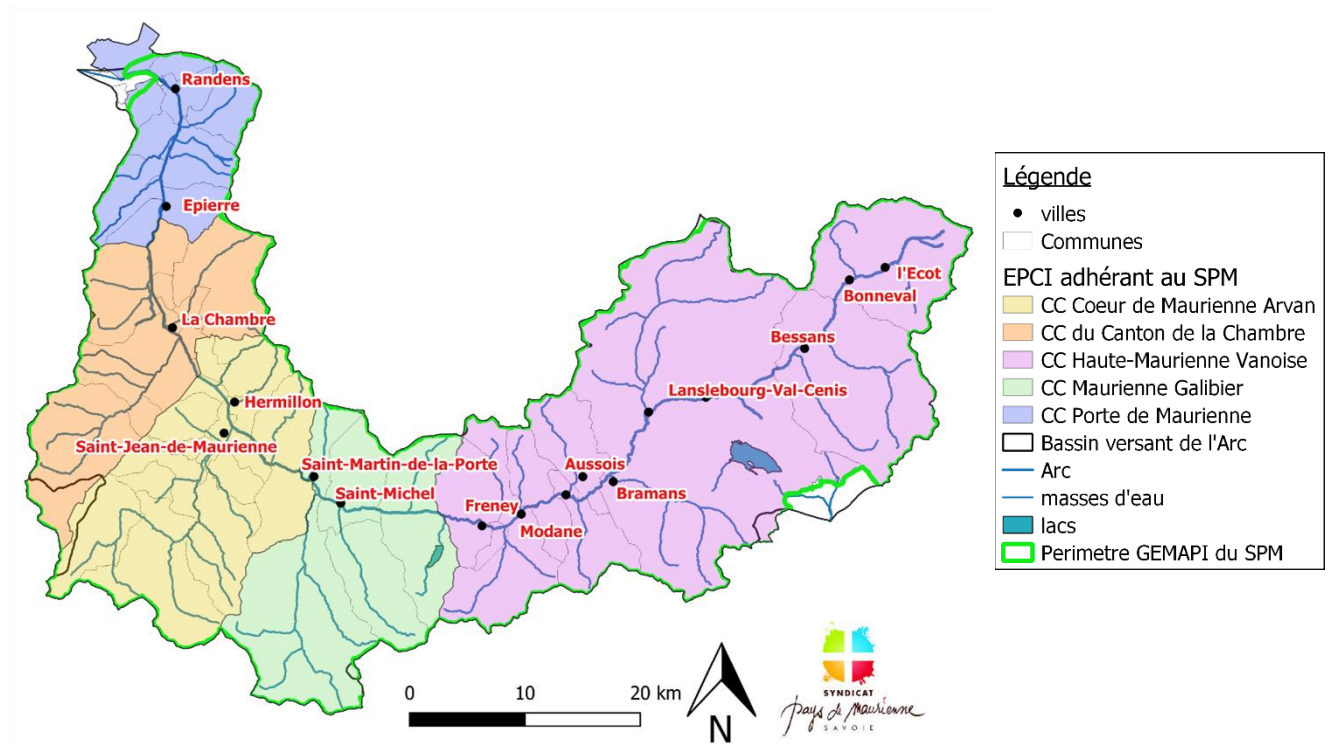 Randens
Epierre
La Chambre
l'Ecot
Bonneval
Bessans
Hermillon
Lanslebourg-Val-Cenis
Saint-Jean-de-Maurienne
Saint-Martin-de-la-Porte
Aussois
Saint-Michel
Bramans
Freney
Modane
0 10 20 km
N
SYNDICAT
pays de maurienne
SAVOIE
Légende
villes
Communes
EPCI adhérant au SPM
CC Coeur de Maurienne Arvan
CC du Canton de la Chambre
CC Haute-Maurienne Vanoise
CC Maurienne Galibier
CC Porte de Maurienne
Bassin versant de l'Arc
Arc
masses d'eau
lacs
Perimetre GEMAPI du SPM